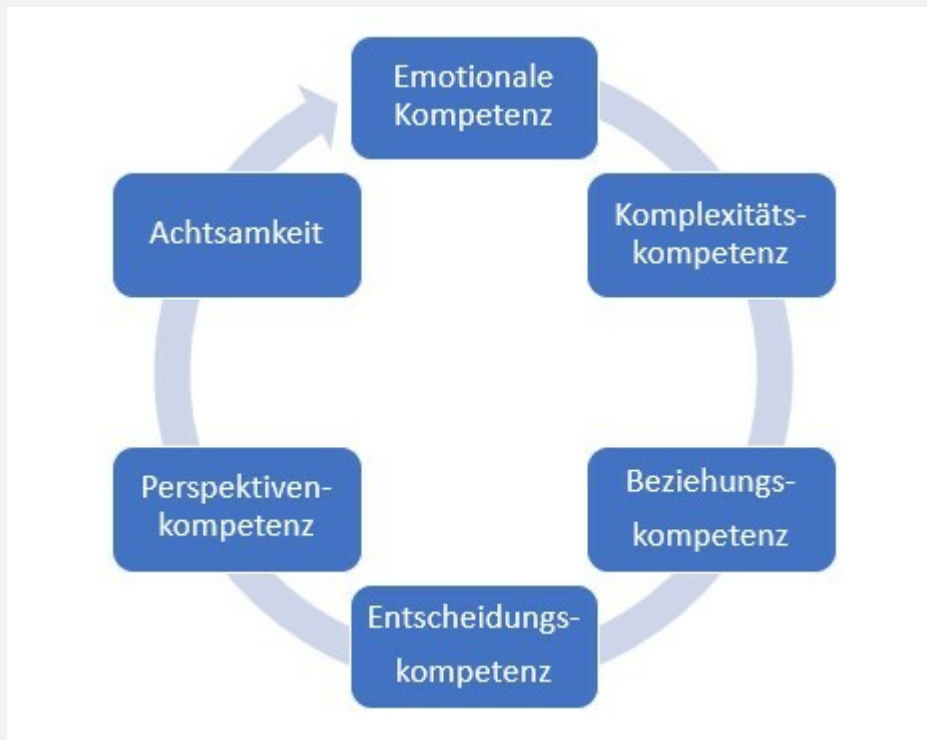 Emotionale
Kompetenz
Komplexitäts-
kompetenz
Beziehungs-
kompetenz
Entscheidungs-
kompetenz
Perspektiven-
kompetenz
Achtsamkeit